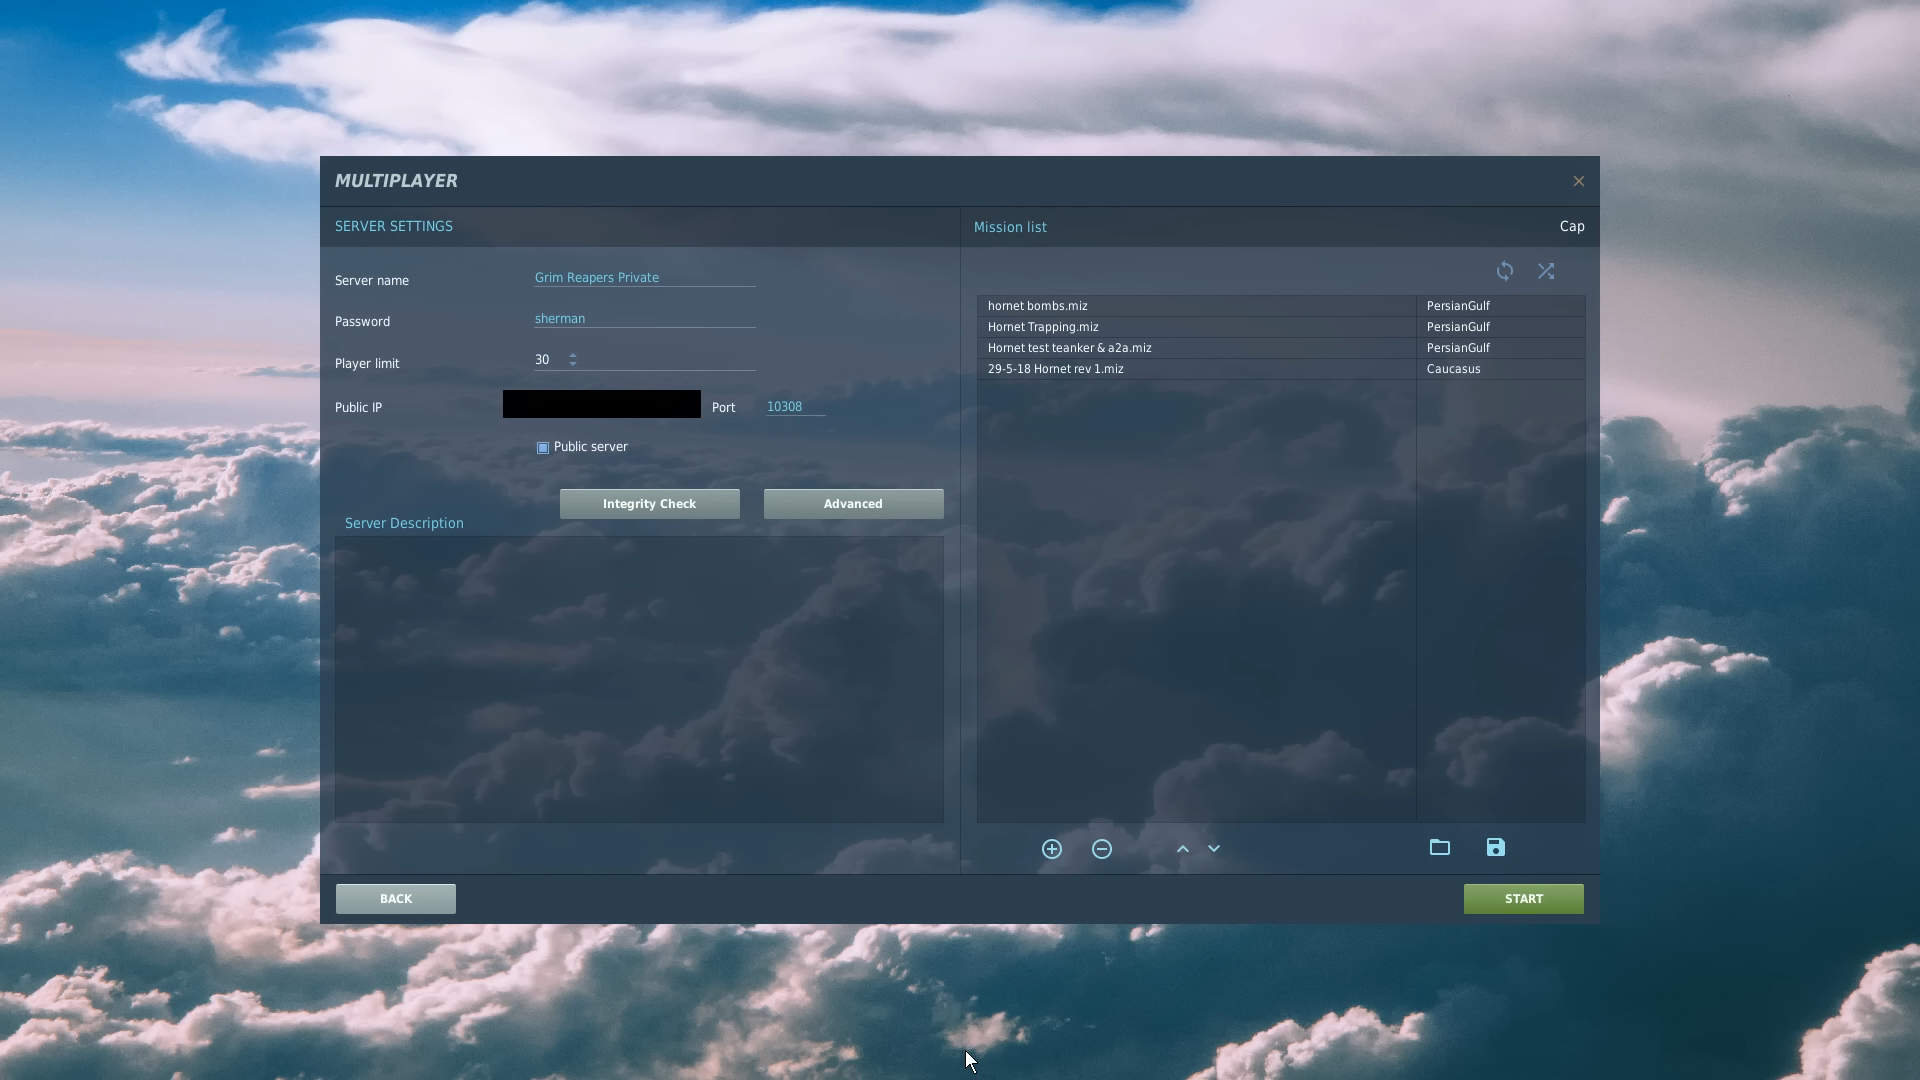 MULTIPLAYER
SERVER SETTINGS
Server name Grim Reapers Private
Password sherman
Player limit 30
Public IP Port 10308
Public server
Integrity Check Advanced
Server Description
Mission list Cap
hornet bombs.miz PersianGulf
Hornet Trapping.miz PersianGulf
Hornet test teanker & a2a.miz PersianGulf
29-5-18 Hornet rev 1.miz Caucasus
BACK START